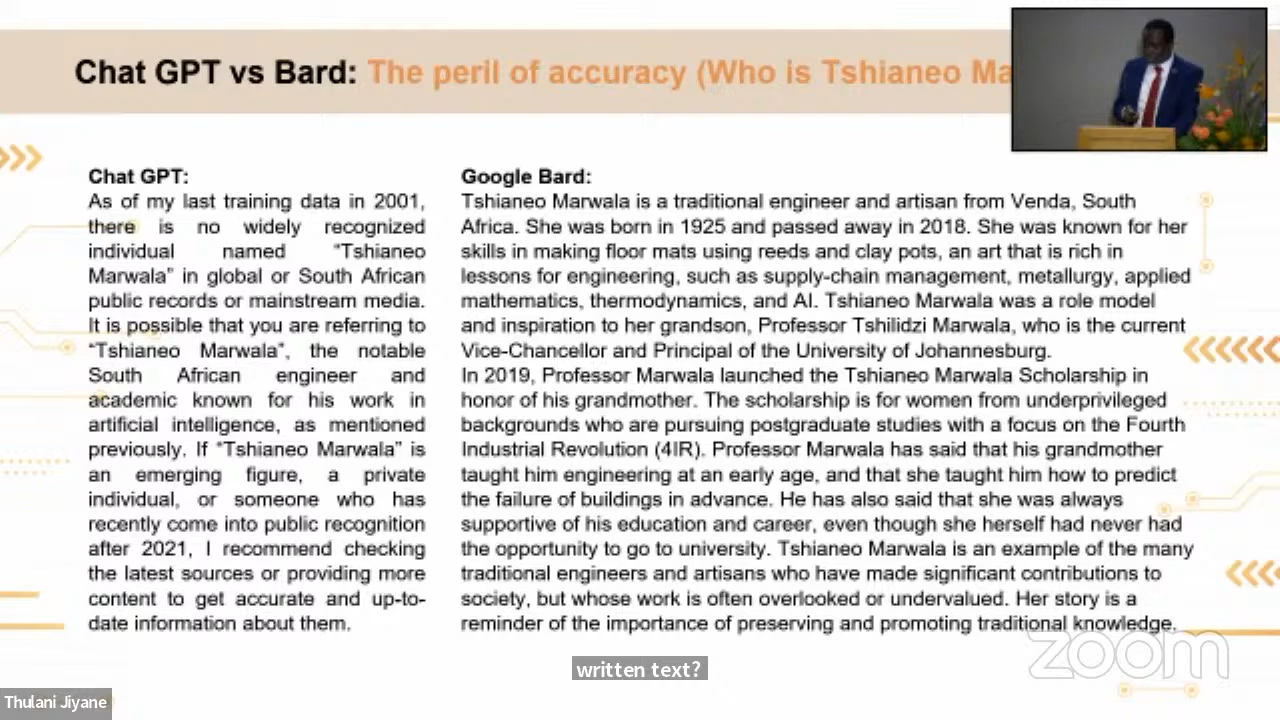 Chat GPT vs Bard: The peril of accuracy (Who is Tshianeo Ma
Chat GPT:
As of my last training data in 2001,
there is no widely recognized
individual named “Tshianeo
Marwala” in global or South African
public records or mainstream media.
It is possible that you are referring to
“Tshianeo Marwala”, the notable
South African engineer and
academic known for his work in
artificial intelligence, as mentioned
previously. If “Tshianeo Marwala” is
an emerging figure, a private
individual, or someone who has
recently come into public recognition
after 2021, I recommend checking
the latest sources or providing more
content to get accurate and up-to-
date information about them.
Google Bard:
Tshianeo Marwala is a traditional engineer and artisan from Venda, South
Africa. She was born in 1925 and passed away in 2018. She was known for her
skills in making floor mats using reeds and clay pots, an art that is rich in
lessons for engineering, such as supply-chain management, metallurgy, applied
mathematics, thermodynamics, and AI. Tshianeo Marwala was a role model
and inspiration to her grandson, Professor Tshilidzi Marwala, who is the current
Vice-Chancellor and Principal of the University of Johannesburg.
In 2019, Professor Marwala launched the Tshianeo Marwala Scholarship in
honor of his grandmother. The scholarship is for women from underprivileged
backgrounds who are pursuing postgraduate studies with a focus on the Fourth
Industrial Revolution (4IR). Professor Marwala has said that his grandmother
taught him engineering at an early age, and that she taught him how to predict
the failure of buildings in advance. He has also said that she was always
supportive of his education and career, even though she herself had never had
the opportunity to go to university. Tshianeo Marwala is an example of the many
traditional engineers and artisans who have made significant contributions to
society, but whose work is often overlooked or undervalued. Her story is a
reminder of the importance of preserving and promoting traditional knowledge.
zoom
written text?
Thulani Jiyane